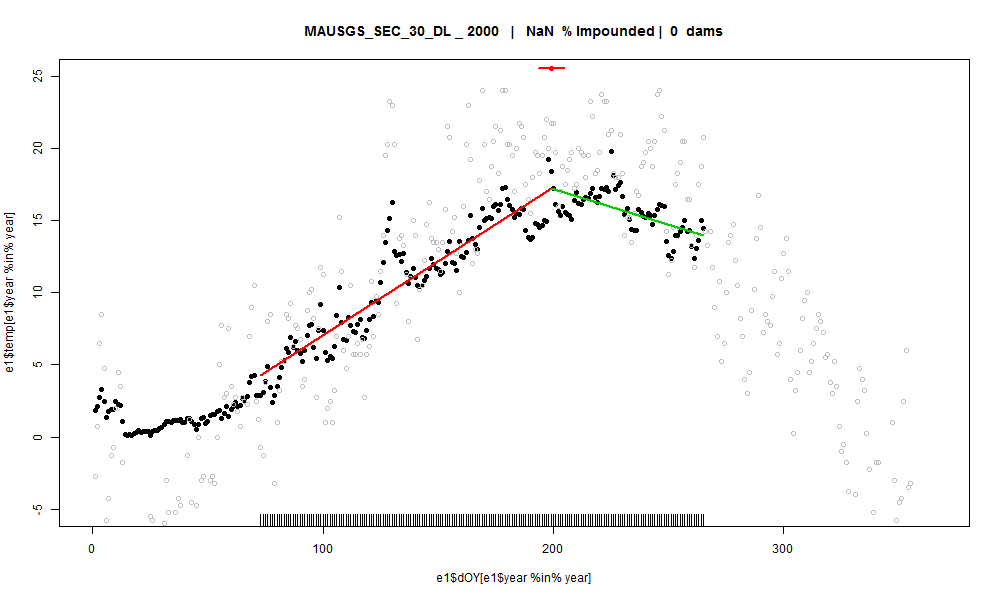 MAUSGS_SEC_30_DL _ 2000 | NaN % Impounded | 0 dams
e1$temp[e1$year %in% year]
25
20
15
10
5
0
-5
0 100 200 300
e1$dOY[e1$year %in% year]